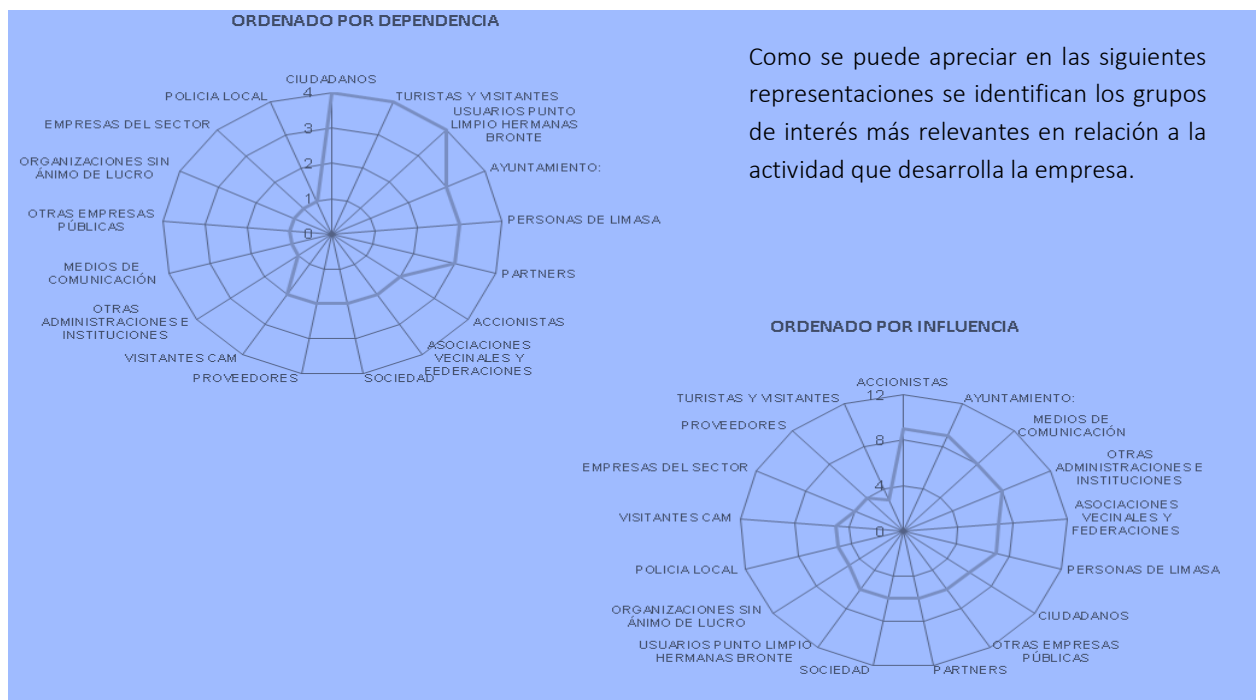 ORDENADO POR DEPENDENCIA
CIUDADANOS
TURISTAS Y VISITANTES
USUARIOS PUNTO
LIMPIO HERMANAS
BRONTE
AYUNTAMIENTO:
PERSONAS DE LIMASA
PARTNERS
ACCIONISTAS
ASOCIACIONES
VECINALES Y
FEDERACIONES
SOCIEDAD
PROVEEDORES
VISITANTES CAM
OTRAS
ADMINISTRACIONES E
INSTITUCIONES
MEDIOS DE
COMUNICACIÓN
OTRAS EMPRESAS
PÚBLICAS
ORGANIZACIONES SIN
ÁNIMO DE LUCRO
EMPRESAS DEL SECTOR
POLICIA LOCAL
4
3
2
1
0
Como se puede apreciar en las siguientes
representaciones se identifican los grupos
de interés más relevantes en relación a la
actividad que desarrolla la empresa.
ORDENADO POR INFLUENCIA
ACCIONISTAS
AYUNTAMIENTO:
MEDIOS DE
COMUNICACIÓN
OTRAS
ADMINISTRACIONES E
INSTITUCIONES
ASOCIACIONES
VECINALES Y
FEDERACIONES
PERSONAS DE LIMASA
CIUDADANOS
OTRAS EMPRESAS
PÚBLICAS
PARTNERS
SOCIEDAD
USUARIOS PUNTO LIMPIO
HERMANAS BRONTE
ORGANIZACIONES SIN
ÁNIMO DE LUCRO
POLICIA LOCAL
VISITANTES CAM
EMPRESAS DEL SECTOR
PROVEEDORES
TURISTAS Y VISITANTES
12
8
4
0